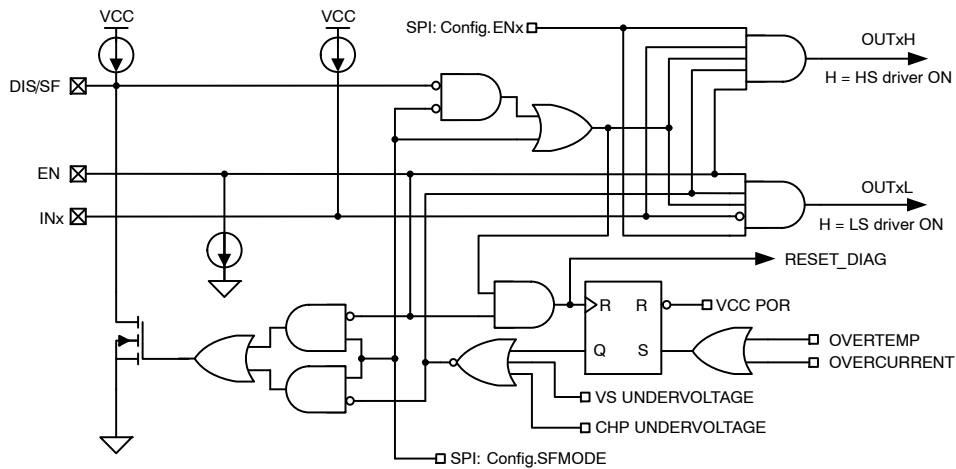 VCC
VCC
SPI: Config.ENx
OUTxH
H = HS driver ON
DIS/SF
EN
INx
OUTxL
H = LS driver ON
RESET_DIAG
R
R
VCC POR
Q
S
OVERTEMP
OVERCURRENT
VS UNDERVOLTAGE
CHP UNDERVOLTAGE
SPI: Config.SFMODE